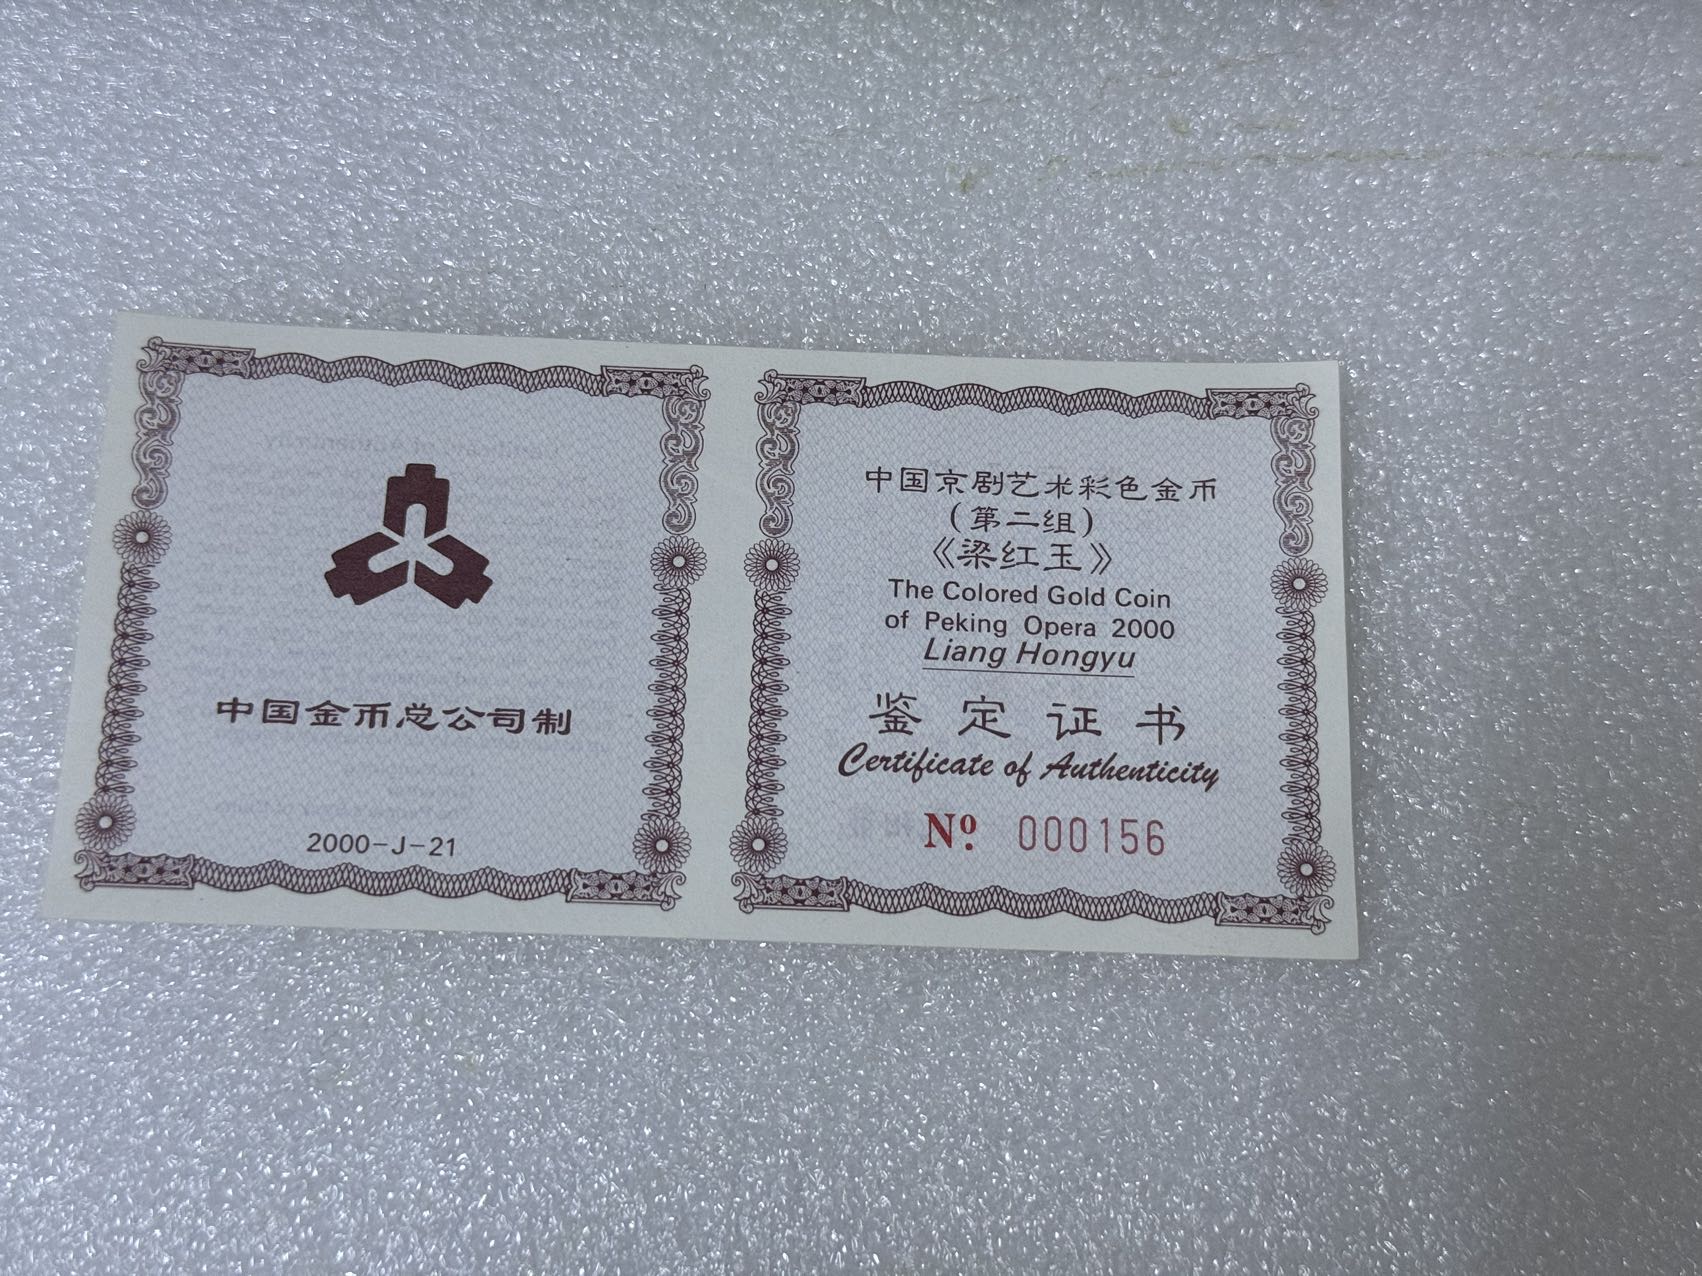 中国金币总公司制
2000-J-21
中国京剧艺术彩色金币
(第二组)
《梁红玉》
The Colored Gold Coin
of Peking Opera 2000
Liang Hongyu
鉴定证书
Certificate of Authenticity
Nº. 000156